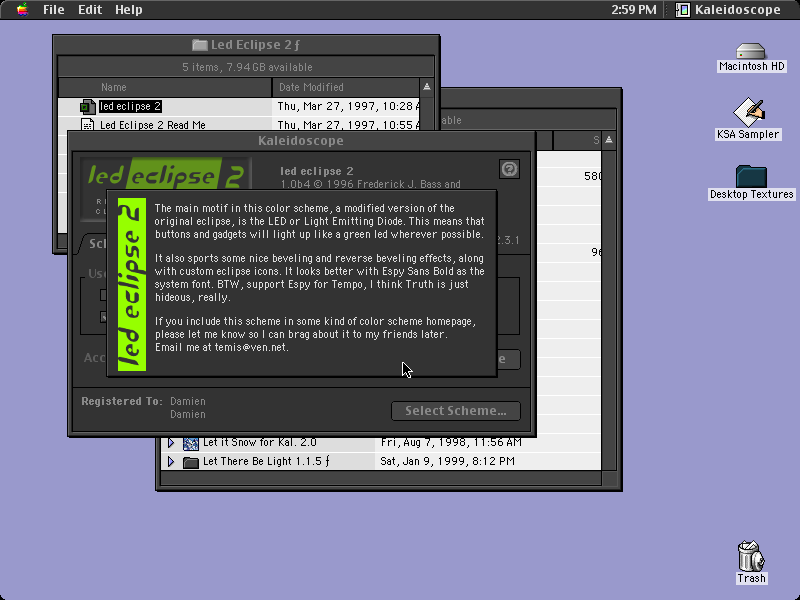 File Edit Help
2:59 PM
Kaleidoscope
Led Eclipse 2 ƒ
5 items, 7.94GB available
Name
Date Modified
led eclipse 2
Thu, Mar 27, 1997, 10:28 A
Led Eclipse 2 Read Me
Thu, Mar 27, 1997, 10:55 A
able
S
580
96
Kaleidoscope
led eclipse 2
led eclipse 2
1.0b4 © 1996 Frederick J. Bass and
2.3.1
led eclipse 2
The main motif in this color scheme, a modified version of the
original eclipse, is the LED or Light Emitting Diode. This means that
buttons and gadgets will light up like a green led wherever possible.
It also sports some nice beveling and reverse beveling effects, along
with custom eclipse icons. It looks better with Espy Sans Bold as the
system font. BTW, support Espy for Tempo, I think Truth is just
hideous, really.
If you include this scheme in some kind of color scheme homepage,
please let me know so I can brag about it to my friends later.
Email me at temis@ven.net.
Registered To: Damien
Damien
Select Scheme...
Let it Snow for Kal. 2.0
Fri, Aug 7, 1998, 11:56 AM
Let There Be Light 1.1.5 ƒ
Sat, Jan 9, 1999, 8:12 PM
Macintosh HD
KSA Sampler
Desktop Textures
Trash